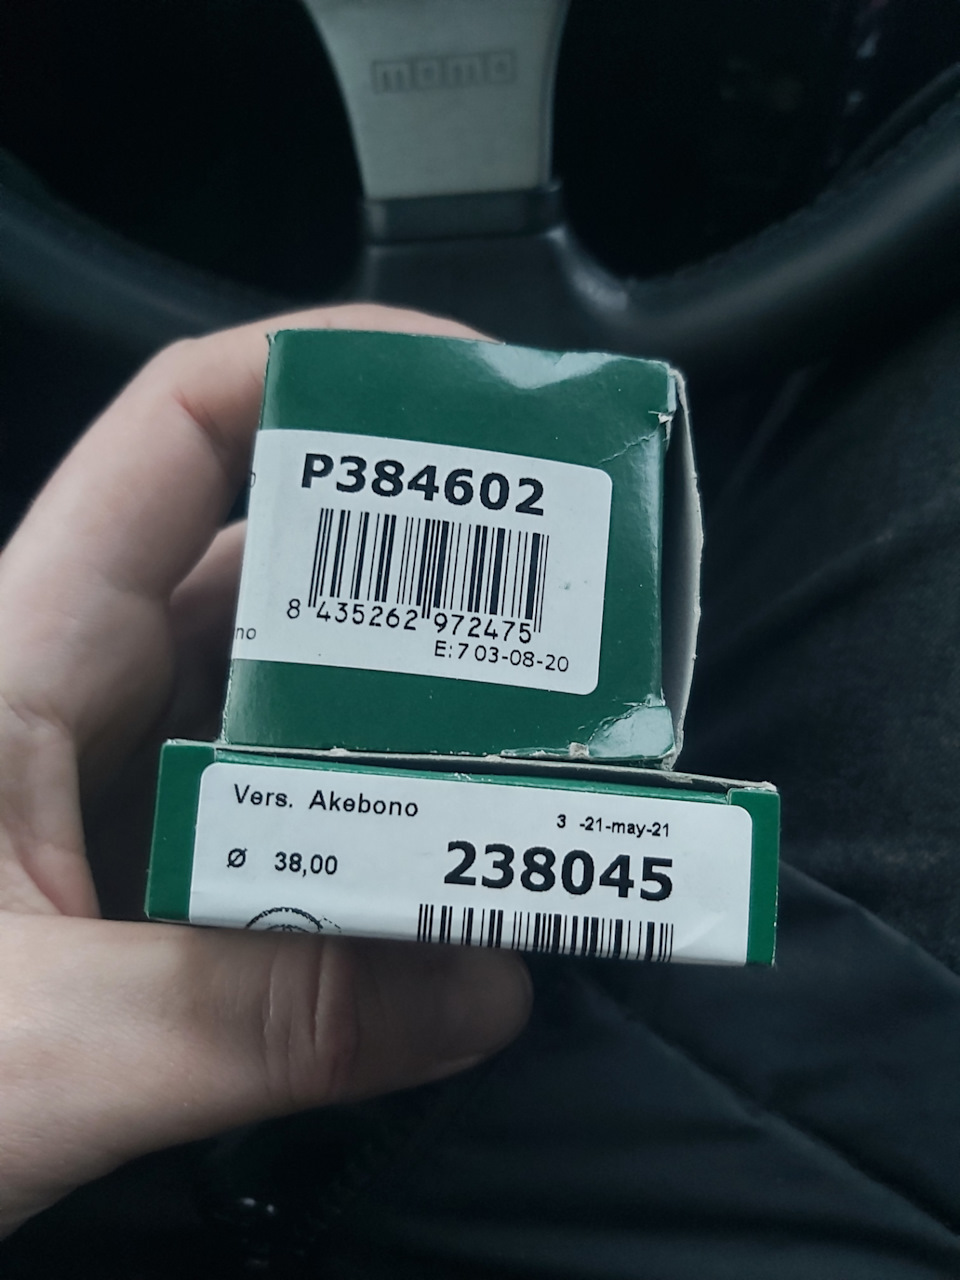 momo
P384602
8 435262 972475
no
E: 7 03-08-20
Vers. Akebono
3 -21-may-21
Ø 38,00
238045